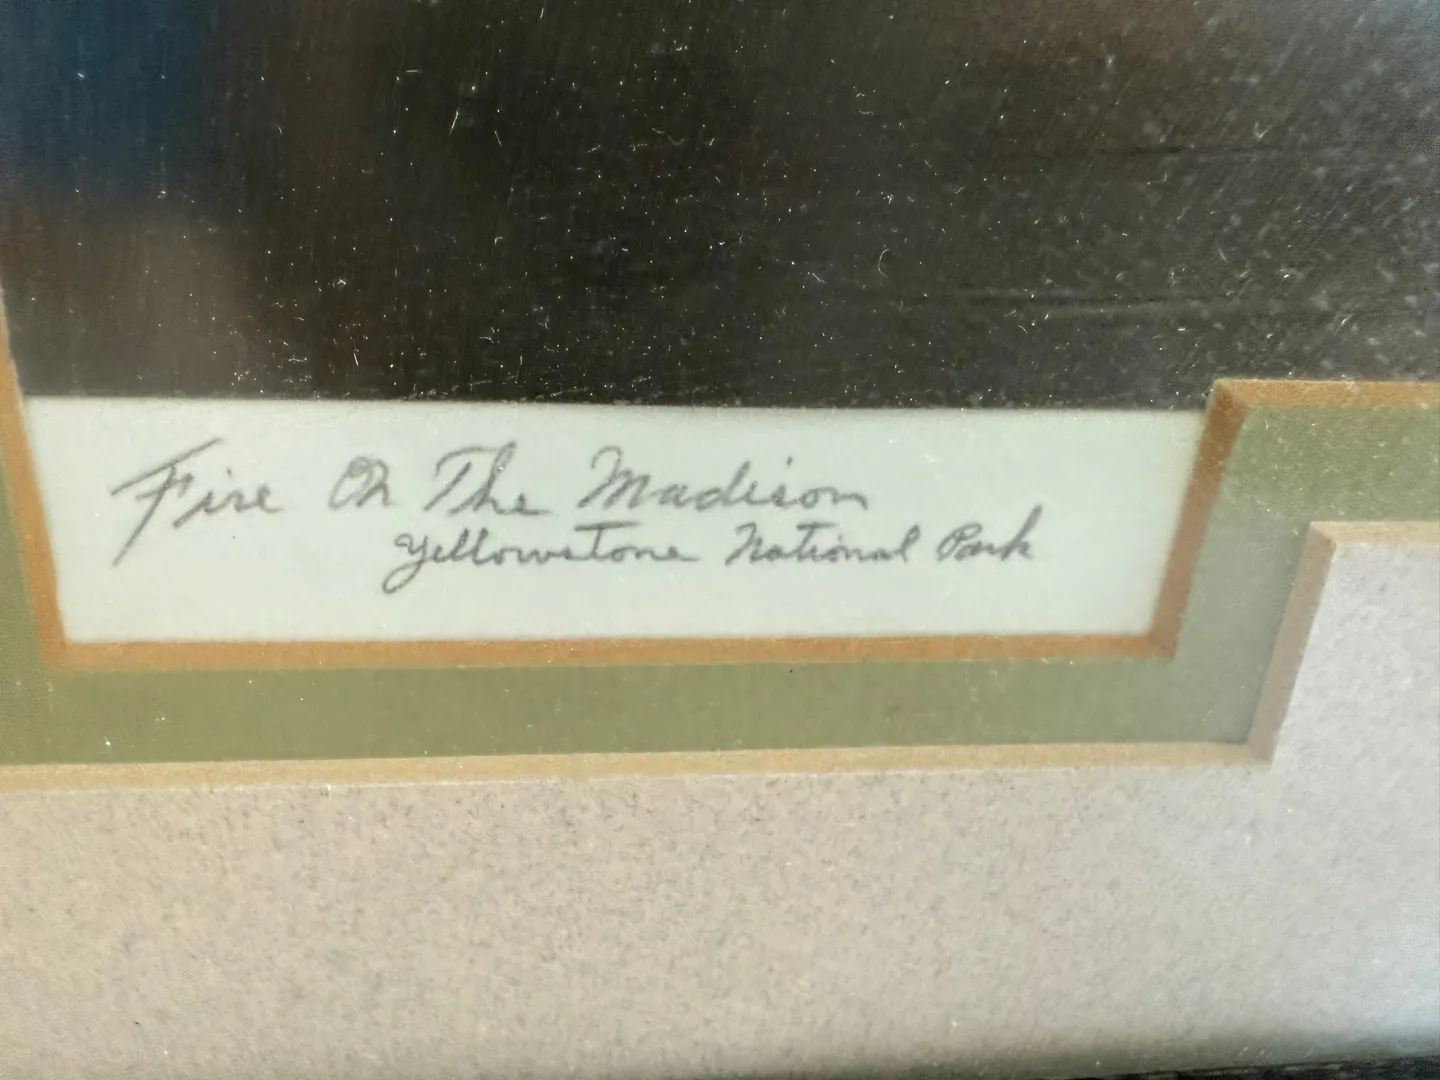 Fire On The Madison
Yellowstone National Park